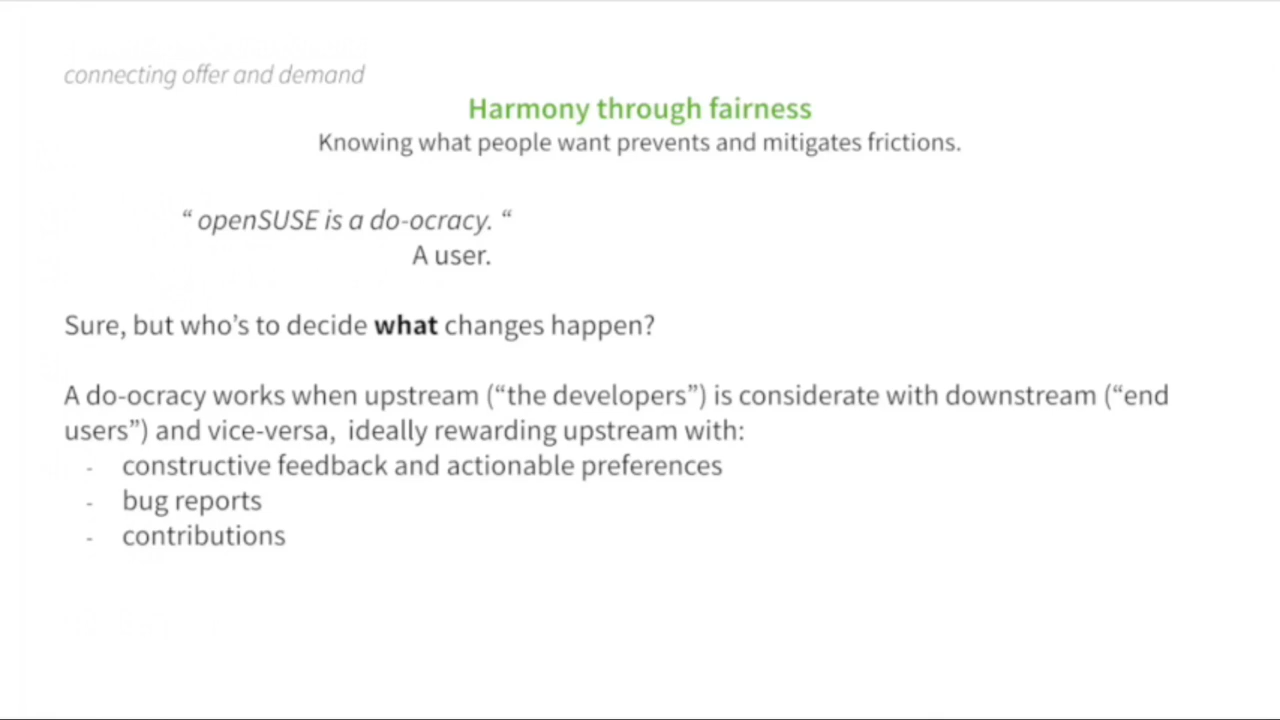 connecting offer and demand
Harmony through fairness
Knowing what people want prevents and mitigates frictions.
“ openSUSE is a do-ocracy. “
A user.
Sure, but who’s to decide what changes happen?
A do-ocracy works when upstream (“the developers”) is considerate with downstream (“end
users”) and vice-versa, ideally rewarding upstream with:
- constructive feedback and actionable preferences
- bug reports
- contributions